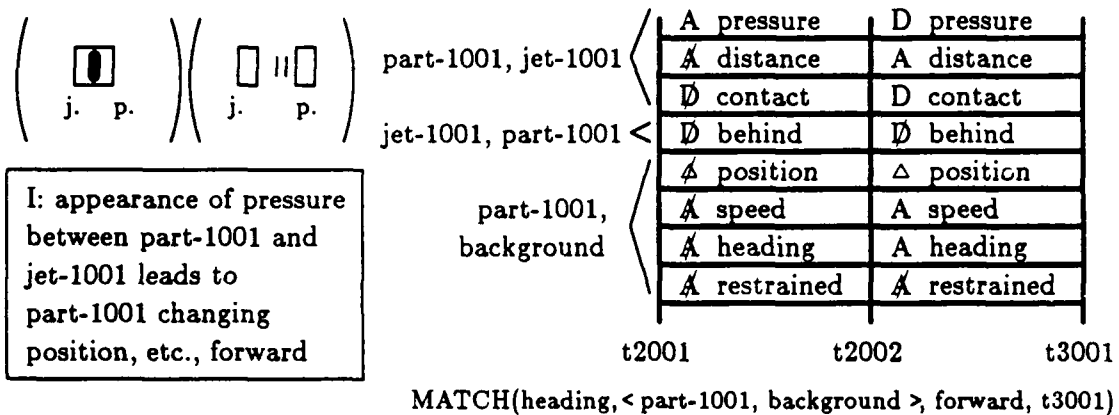 j. p. j. p.
I: appearance of pressure
between part-1001 and
jet-1001 leads to
part-1001 changing
position, etc., forward
part-1001, jet-1001
jet-1001, part-1001
part-1001,
background
A pressure D pressure
A̸ distance A distance
D̸ contact D contact
D̸ behind D̸ behind
△̸ position △ position
A̸ speed A speed
A̸ heading A heading
A̸ restrained A̸ restrained
t2001 t2002 t3001
MATCH(heading, < part-1001, background >, forward, t3001)